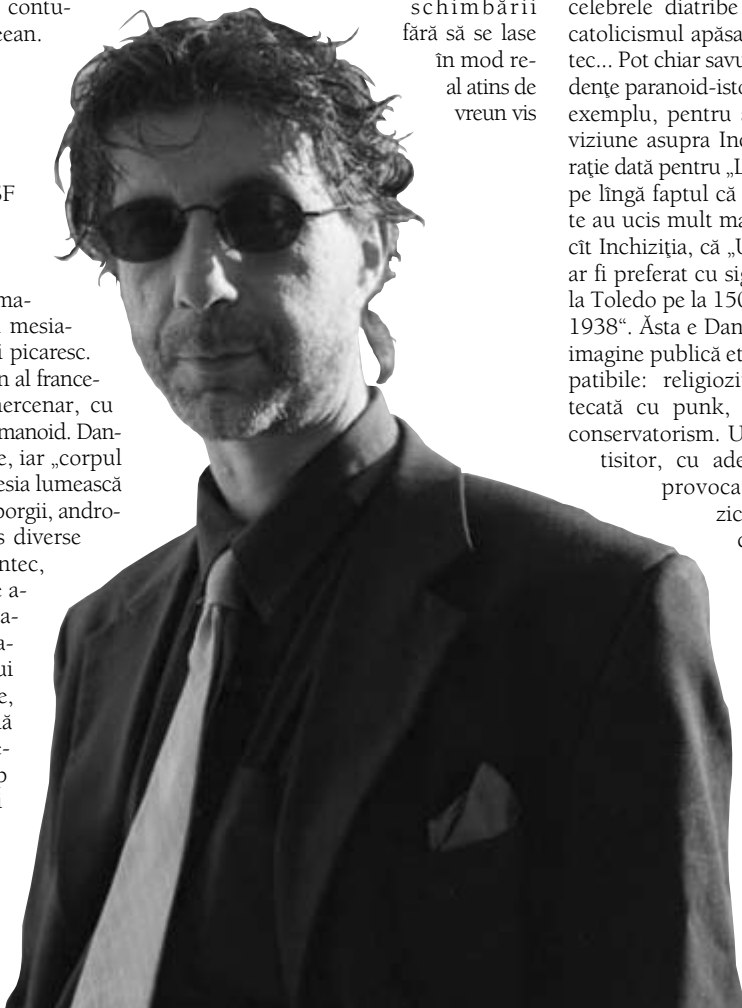 contu-
ean.
SF
ma-
mesia-
i picaresc.
n al france-
mercenar, cu
manoid. Dan-
e, iar „corpul
esia lumească
borgii, andro-
s diverse
ntec,
a-
a-
a-
ui
e,
ă
schimbării
fără să se lase
în mod re-
al atins de
vreun vis
celebrele diatribe
catolicismul apăsa
tec... Pot chiar savu
denţe paranoid-isto
exemplu, pentru
viziune asupra Inc
raţie dată pentru „L
pe lîngă faptul că
te au ucis mult ma
cît Inchiziţia, că „U
ar fi preferat cu sig
la Toledo pe la 150
1938“. Ăsta e Dan
imagine publică et
patibile: religiozi
tecată cu punk,
conservatorism. U
tisitor, cu ade
provoca
zic